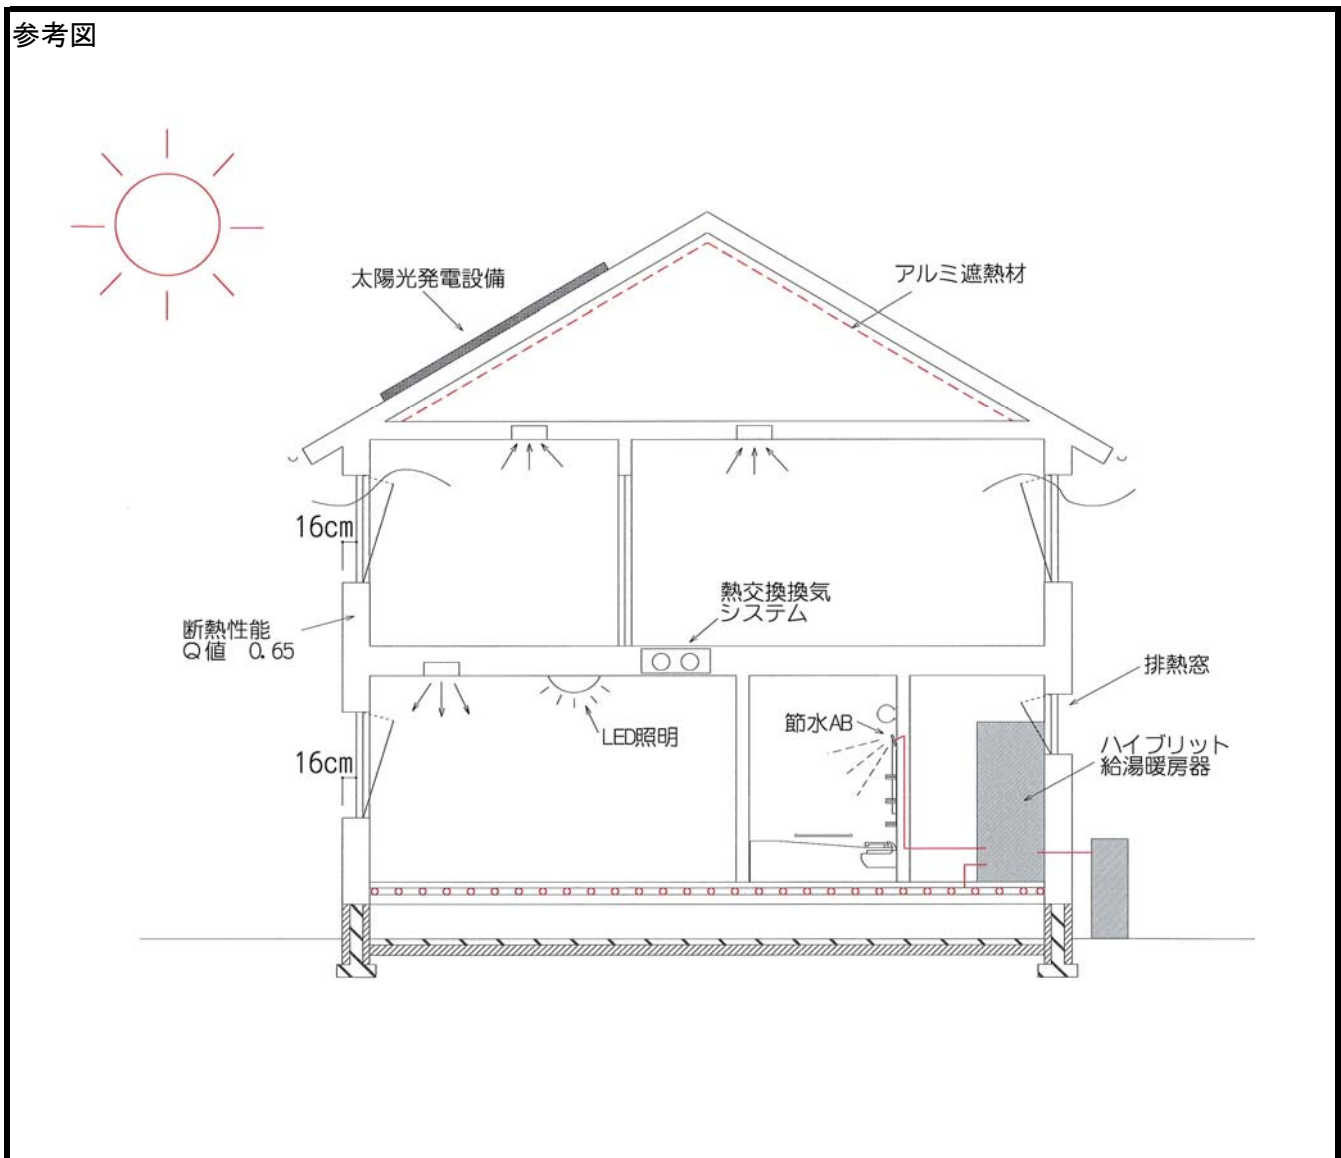 参考図
太陽光発電設備
アルミ遮熱材
16cm
熱交換換気
システム
断熱性能
Q値 0.65
排熱窓
節水AB
LED照明
ハイブリット
給湯暖房器
16cm